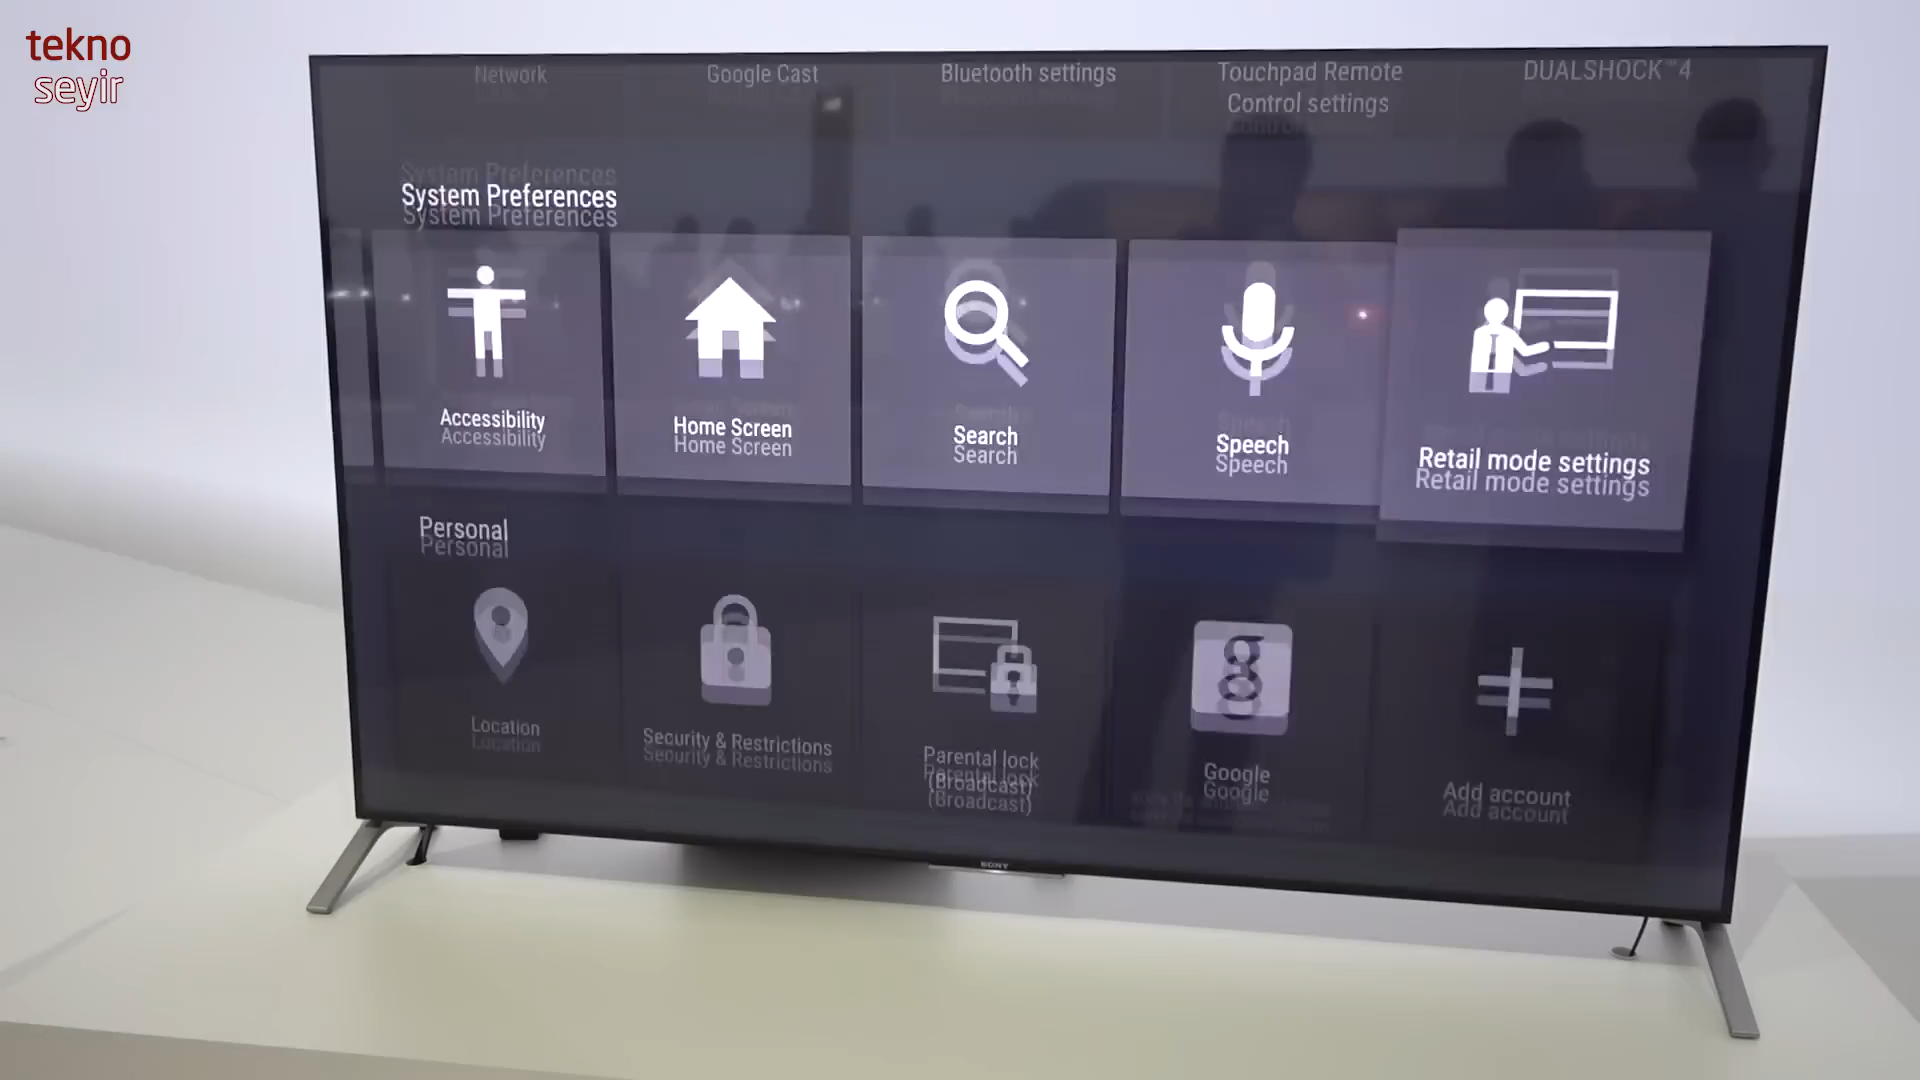 tekno
seyir
Network
Google Cast
Bluetooth settings
Touchpad Remote
Control settings
DUALSHOCK™4
System Preferences
Accessibility
Home Screen
Search
Speech
Retail mode settings
Personal
Location
Security & Restrictions
Parental lock
(Broadcast)
Google
Add account
SONY